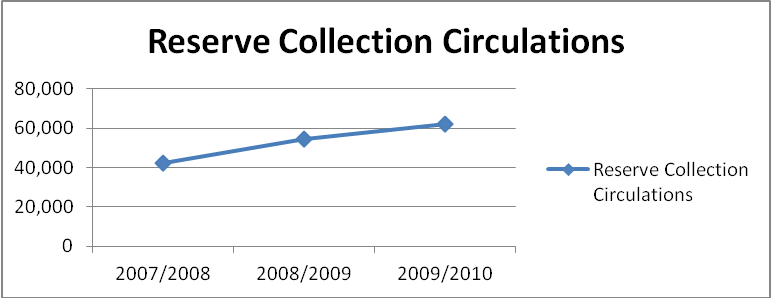 Reserve Collection Circulations
80,000
60,000
40,000
20,000
0
2007/2008
2008/2009
2009/2010
Reserve Collection
Circulations